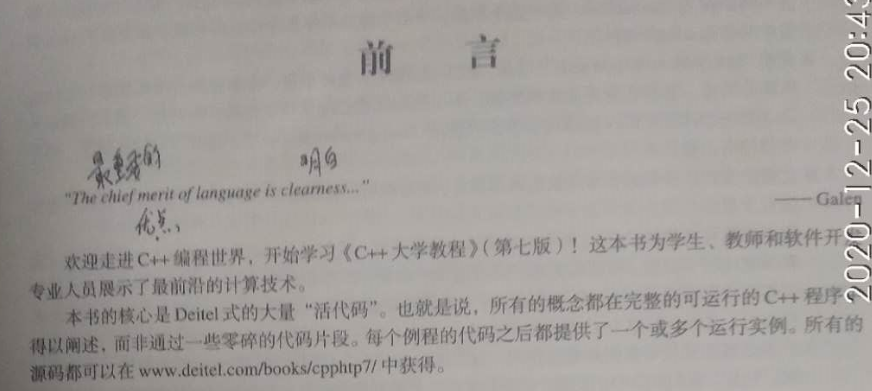 前 言
最重要的 明白
"The chief merit of language is clearness..."
—— Galen
优点
欢迎走进 C++ 编程世界，开始学习《C++ 大学教程》（第七版）！这本书为学生、教师和软件开发
专业人员展示了最前沿的计算技术。
本书的核心是 Deitel 式的大量“活代码”。也就是说，所有的概念都在完整的可运行的 C++ 程序
得以阐述，而非通过一些零碎的代码片段。每个例程的代码之后都提供了一个或多个运行实例。所有的
源码都可以在 www.deitel.com/books/cpphtp7/ 中获得。
2020-12-25 20:43